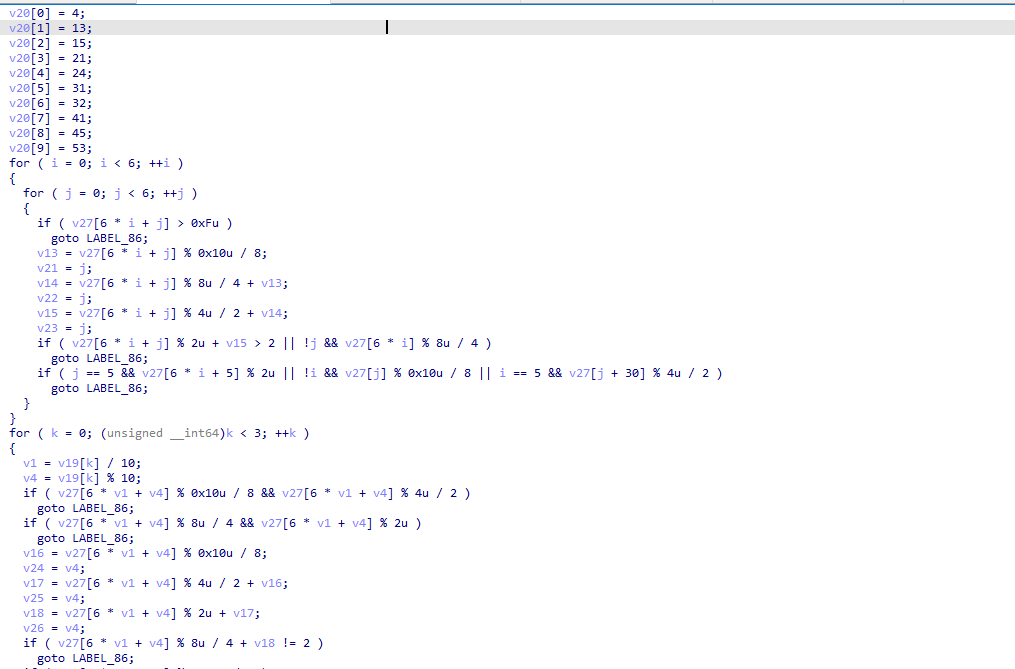 v20[0] = 4;
v20[1] = 13;
v20[2] = 15;
v20[3] = 21;
v20[4] = 24;
v20[5] = 31;
v20[6] = 32;
v20[7] = 41;
v20[8] = 45;
v20[9] = 53;
for ( i = 0; i < 6; ++i )
{
for ( j = 0; j < 6; ++j )
{
if ( v27[6 * i + j] > 0xFu )
goto LABEL_86;
v13 = v27[6 * i + j] % 0x10u / 8;
v21 = j;
v14 = v27[6 * i + j] % 8u / 4 + v13;
v22 = j;
v15 = v27[6 * i + j] % 4u / 2 + v14;
v23 = j;
if ( v27[6 * i + j] % 2u + v15 > 2 || !j && v27[6 * i] % 8u / 4 )
goto LABEL_86;
if ( j == 5 && v27[6 * i + 5] % 2u || !i && v27[j] % 0x10u / 8 || i == 5 && v27[j + 30] % 4u / 2 )
goto LABEL_86;
}
}
for ( k = 0; (unsigned __int64)k < 3; ++k )
{
v1 = v19[k] / 10;
v4 = v19[k] % 10;
if ( v27[6 * v1 + v4] % 0x10u / 8 && v27[6 * v1 + v4] % 4u / 2 )
goto LABEL_86;
if ( v27[6 * v1 + v4] % 8u / 4 && v27[6 * v1 + v4] % 2u )
goto LABEL_86;
v16 = v27[6 * v1 + v4] % 0x10u / 8;
v24 = v4;
v17 = v27[6 * v1 + v4] % 4u / 2 + v16;
v25 = v4;
v18 = v27[6 * v1 + v4] % 2u + v17;
v26 = v4;
if ( v27[6 * v1 + v4] % 8u / 4 + v18 != 2 )
goto LABEL_86;